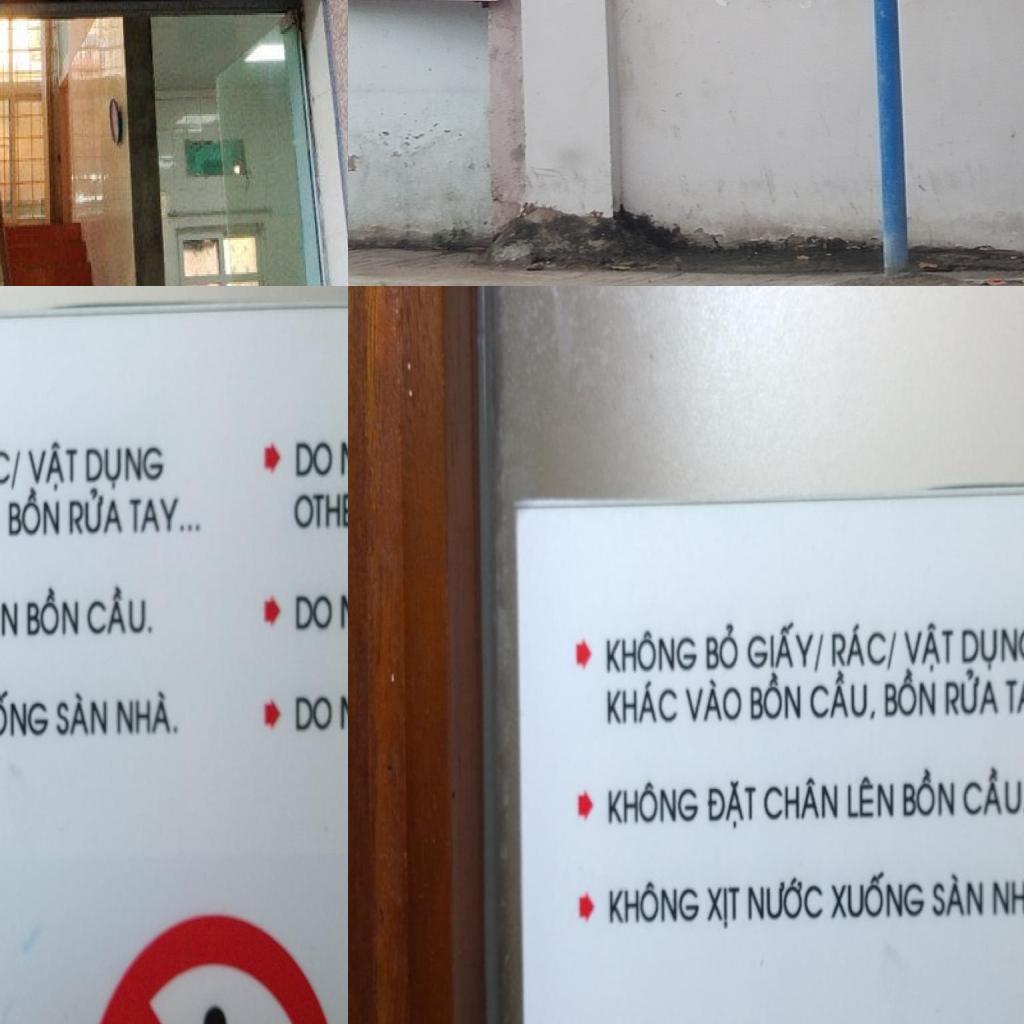 C/ VẬT DỤNG
BỒN RỬA TAY...
N BỒN CẦU.
ỐNG SÀN NHÀ.
DO N
OTHE
DO N
DO N
KHÔNG BỎ GIẤY/ RÁC/ VẬT DỤNG
KHÁC VÀO BỒN CẦU, BỒN RỬA TA
KHÔNG ĐẶT CHÂN LÊN BỒN CẦU
KHÔNG XỊT NƯỚC XUỐNG SÀN NH